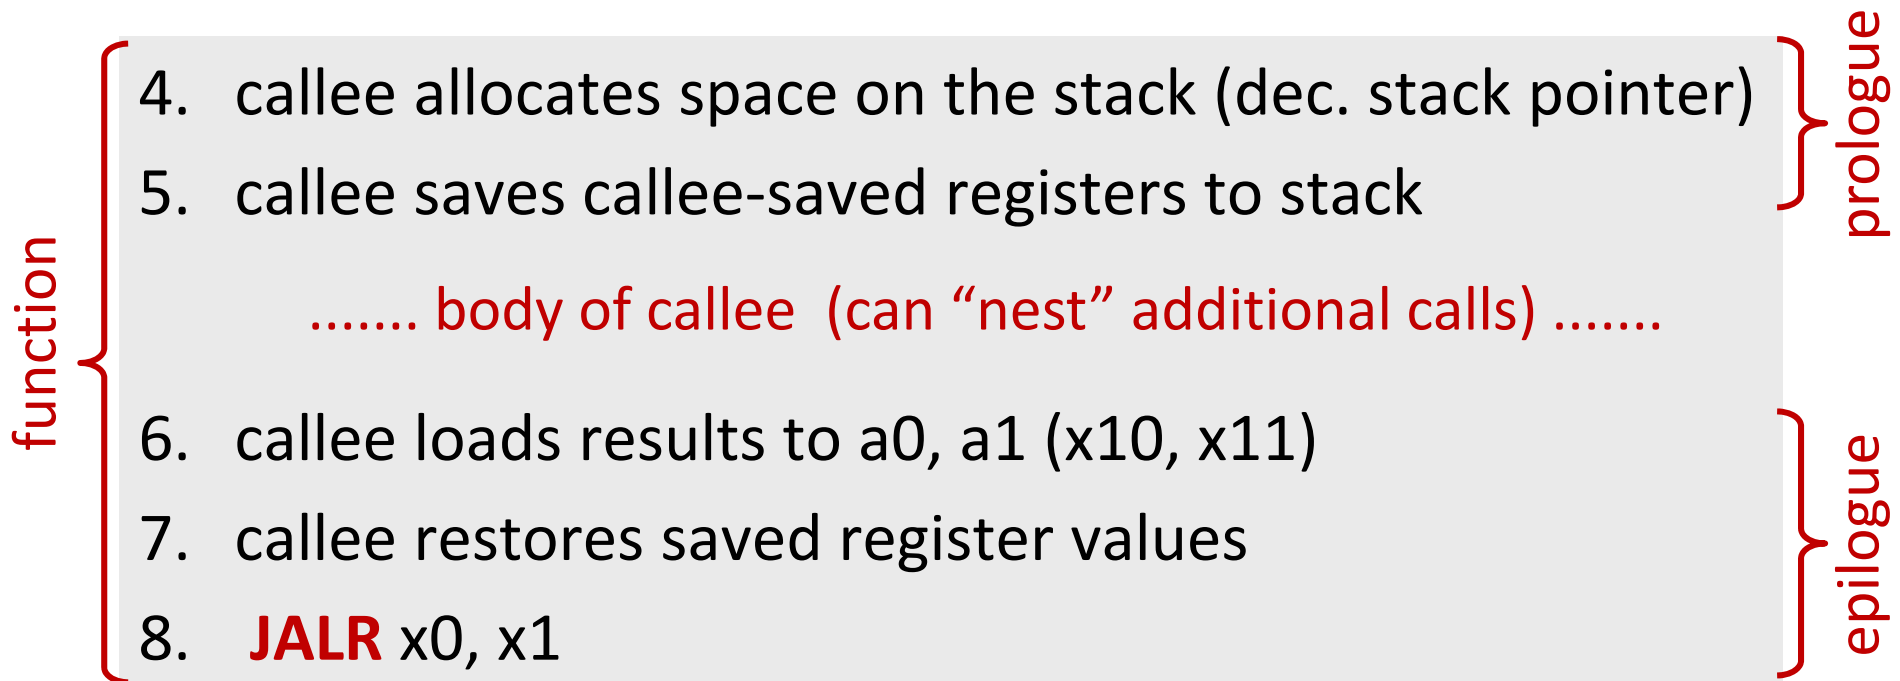 function
4. callee allocates space on the stack (dec. stack pointer)
5. callee saves callee-saved registers to stack
prologue
....... body of callee (can “nest” additional calls) .......
6. callee loads results to a0, a1 (x10, x11)
7. callee restores saved register values
8. JALR x0, x1
epilogue